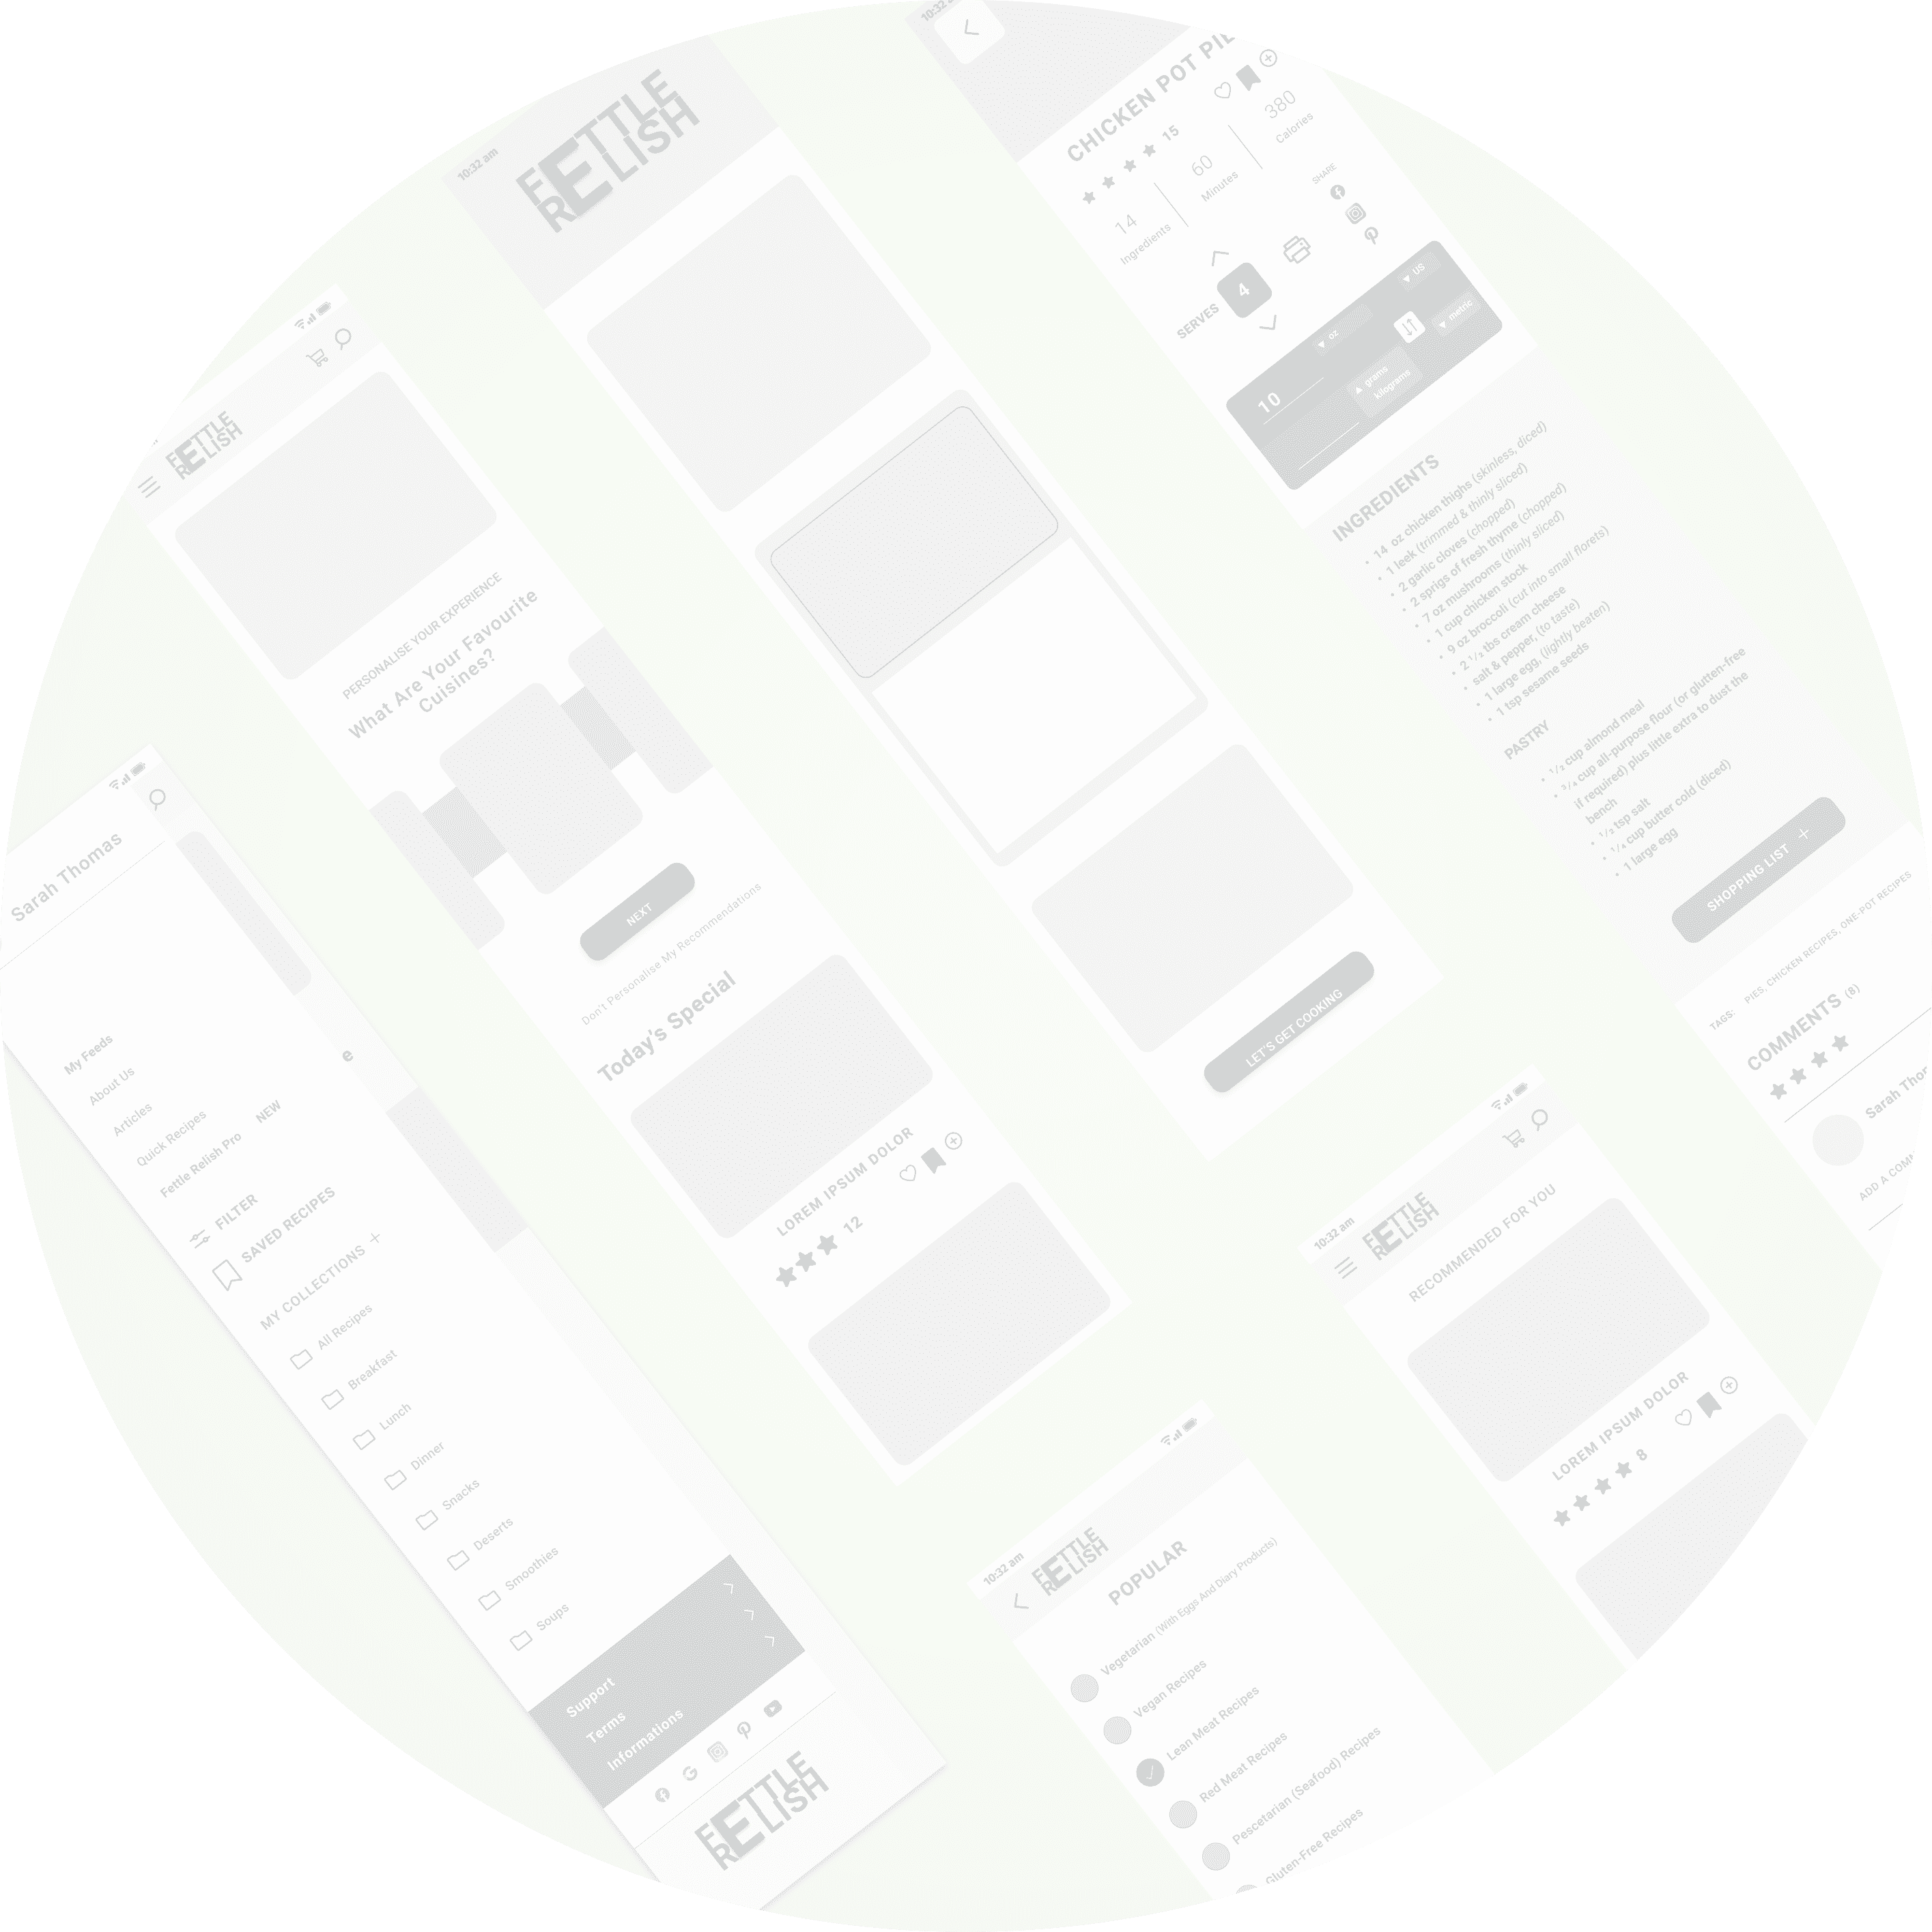 Sarah Thomas
My Feeds
About Us
Articles
Quick Recipes
Fettle Relish Pro NEW
FILTER
SAVED RECIPES
MY COLLECTIONS +
All Recipes
Breakfast
Lunch
Dinner
Snacks
Deserts
Smoothies
Soups
Support
Terms
Informations
FETTLE
RELISH
e
FETTLE
RELISH
PERSONALISE YOUR EXPERIENCE
What Are Your Favourite
Cuisines?
NEXT
Don't Personalise My Recommendations
Today's Special
LOREM IPSUM DOLOR
12
10:32 am
FETTLE
RELISH
LET'S GET COOKING
10:32 a
CHICKEN POT PIE
15
14
Ingredients
60
Minutes
380
Calories
SHARE
SERVES
4
10
oz
US
grams
kilograms
metric
INGREDIENTS
• 14 oz chicken thighs (skinless, diced)
• 1 leek (trimmed & thinly sliced)
• 2 garlic cloves (chopped)
• 2 sprigs of fresh thyme (chopped)
• 7 oz mushrooms (thinly sliced)
• 1 cup chicken stock
• 9 oz broccoli (cut into small florets)
• 2 ½ tbs cream cheese
• salt & pepper, (to taste)
• 1 large egg, (lightly beaten)
• 1 tsp sesame seeds
PASTRY
• ½ cup almond meal
• ¾ cup all-purpose flour (or glutten-free
if required) plus little extra to dust the
bench
• ½ tsp salt
• ¼ cup butter cold (diced)
• 1 large egg
SHOPPING LIST +
TAGS: PIES, CHICKEN RECIPES, ONE-POT RECIPES
COMMENTS (8)
Sarah Thor
ADD A COM
10:32 am
FETTLE
RELISH
RECOMMENDED FOR YOU
LOREM IPSUM DOLOR
8
10:32 am
FETTLE
RELISH
POPULAR
Vegetarian (With Eggs And Diary Products)
Vegan Recipes
Lean Meat Recipes
Red Meat Recipes
Pescetarian (Seafood) Recipes
Gluten-Free Recipes